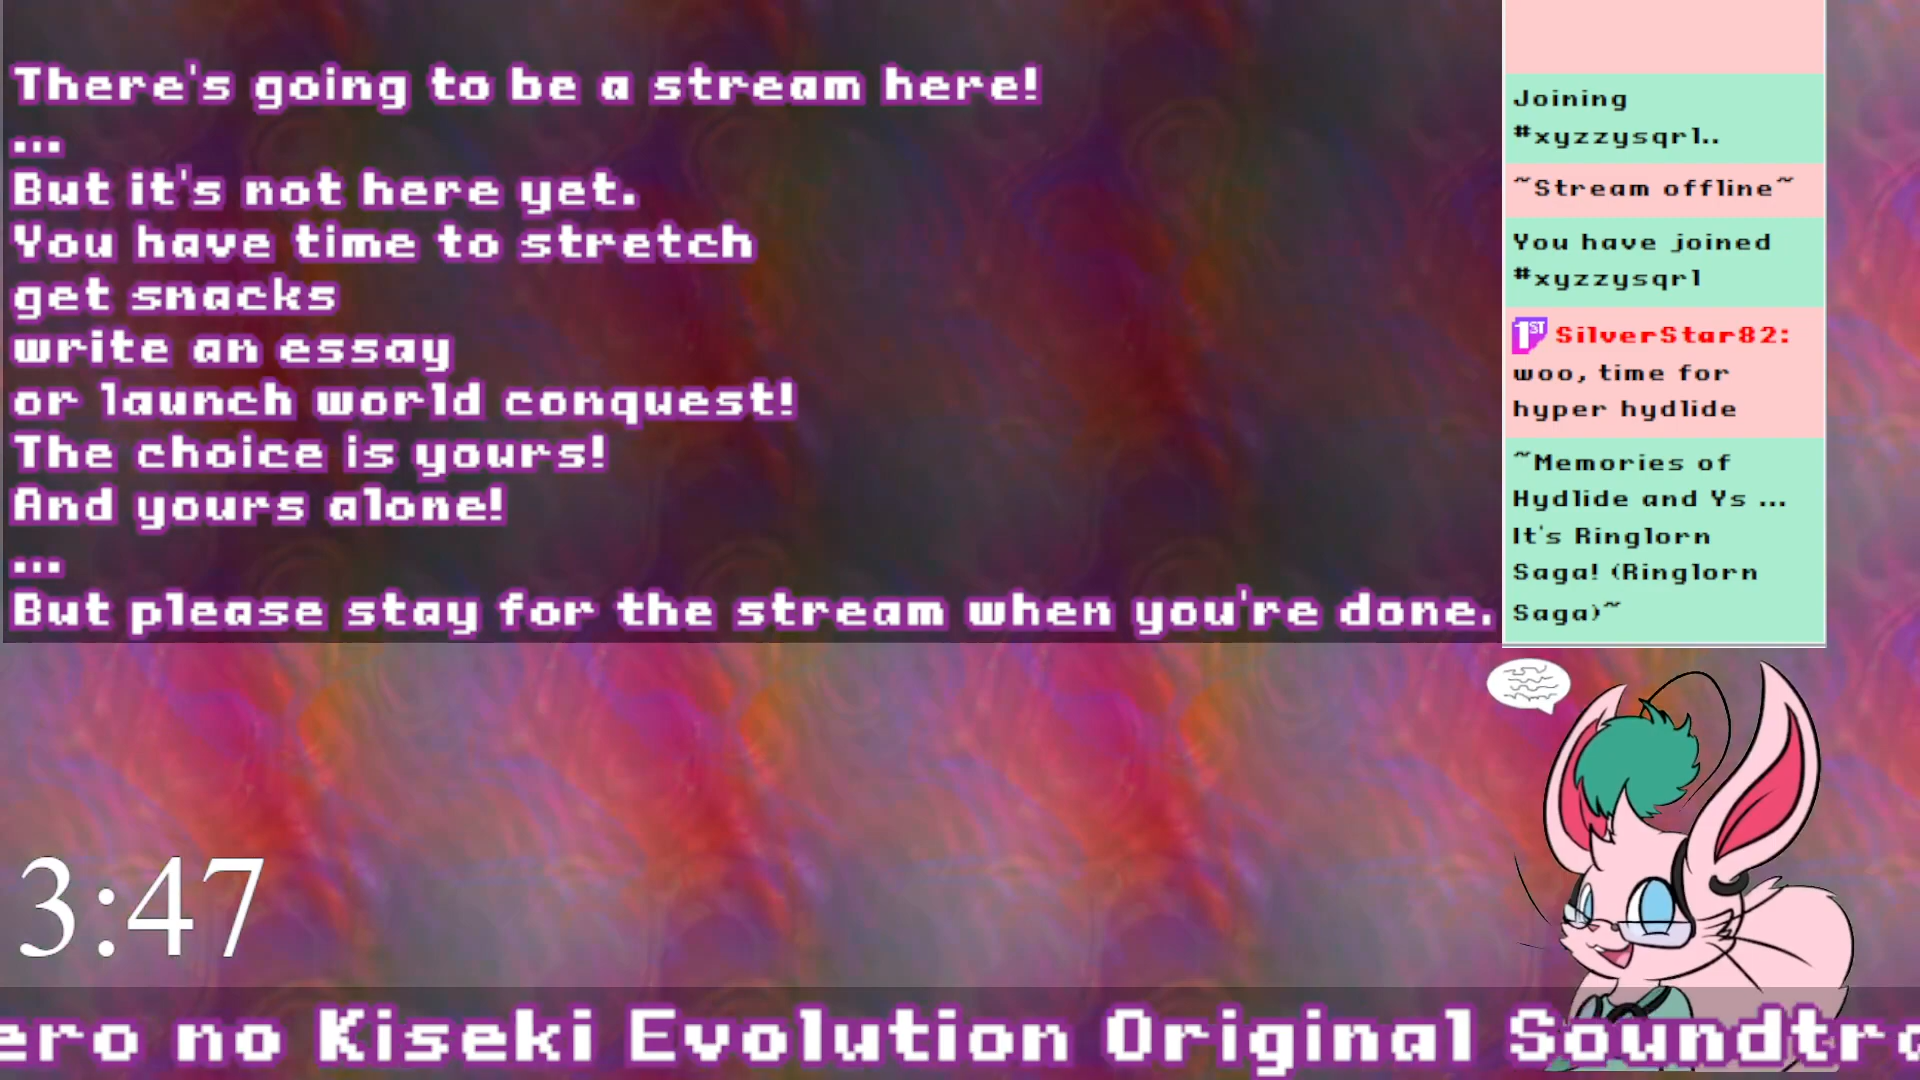 There's going to be a stream here!
...
But it's not here yet.
You have time to stretch
get snacks
write an essay
or launch world conquest!
The choice is yours!
And yours alone!
...
But please stay for the stream when you're done.
Joining
#xyzzysqrl..
~Stream offline~
You have joined
#xyzzysqrl
1ST SilverStar82:
woo, time for
hyper hydlide
~Memories of
Hydlide and Ys ...
It's Ringlorn
Saga! (Ringlorn
Saga)~
3:47
ero no Kiseki Evolution Original Soundtra